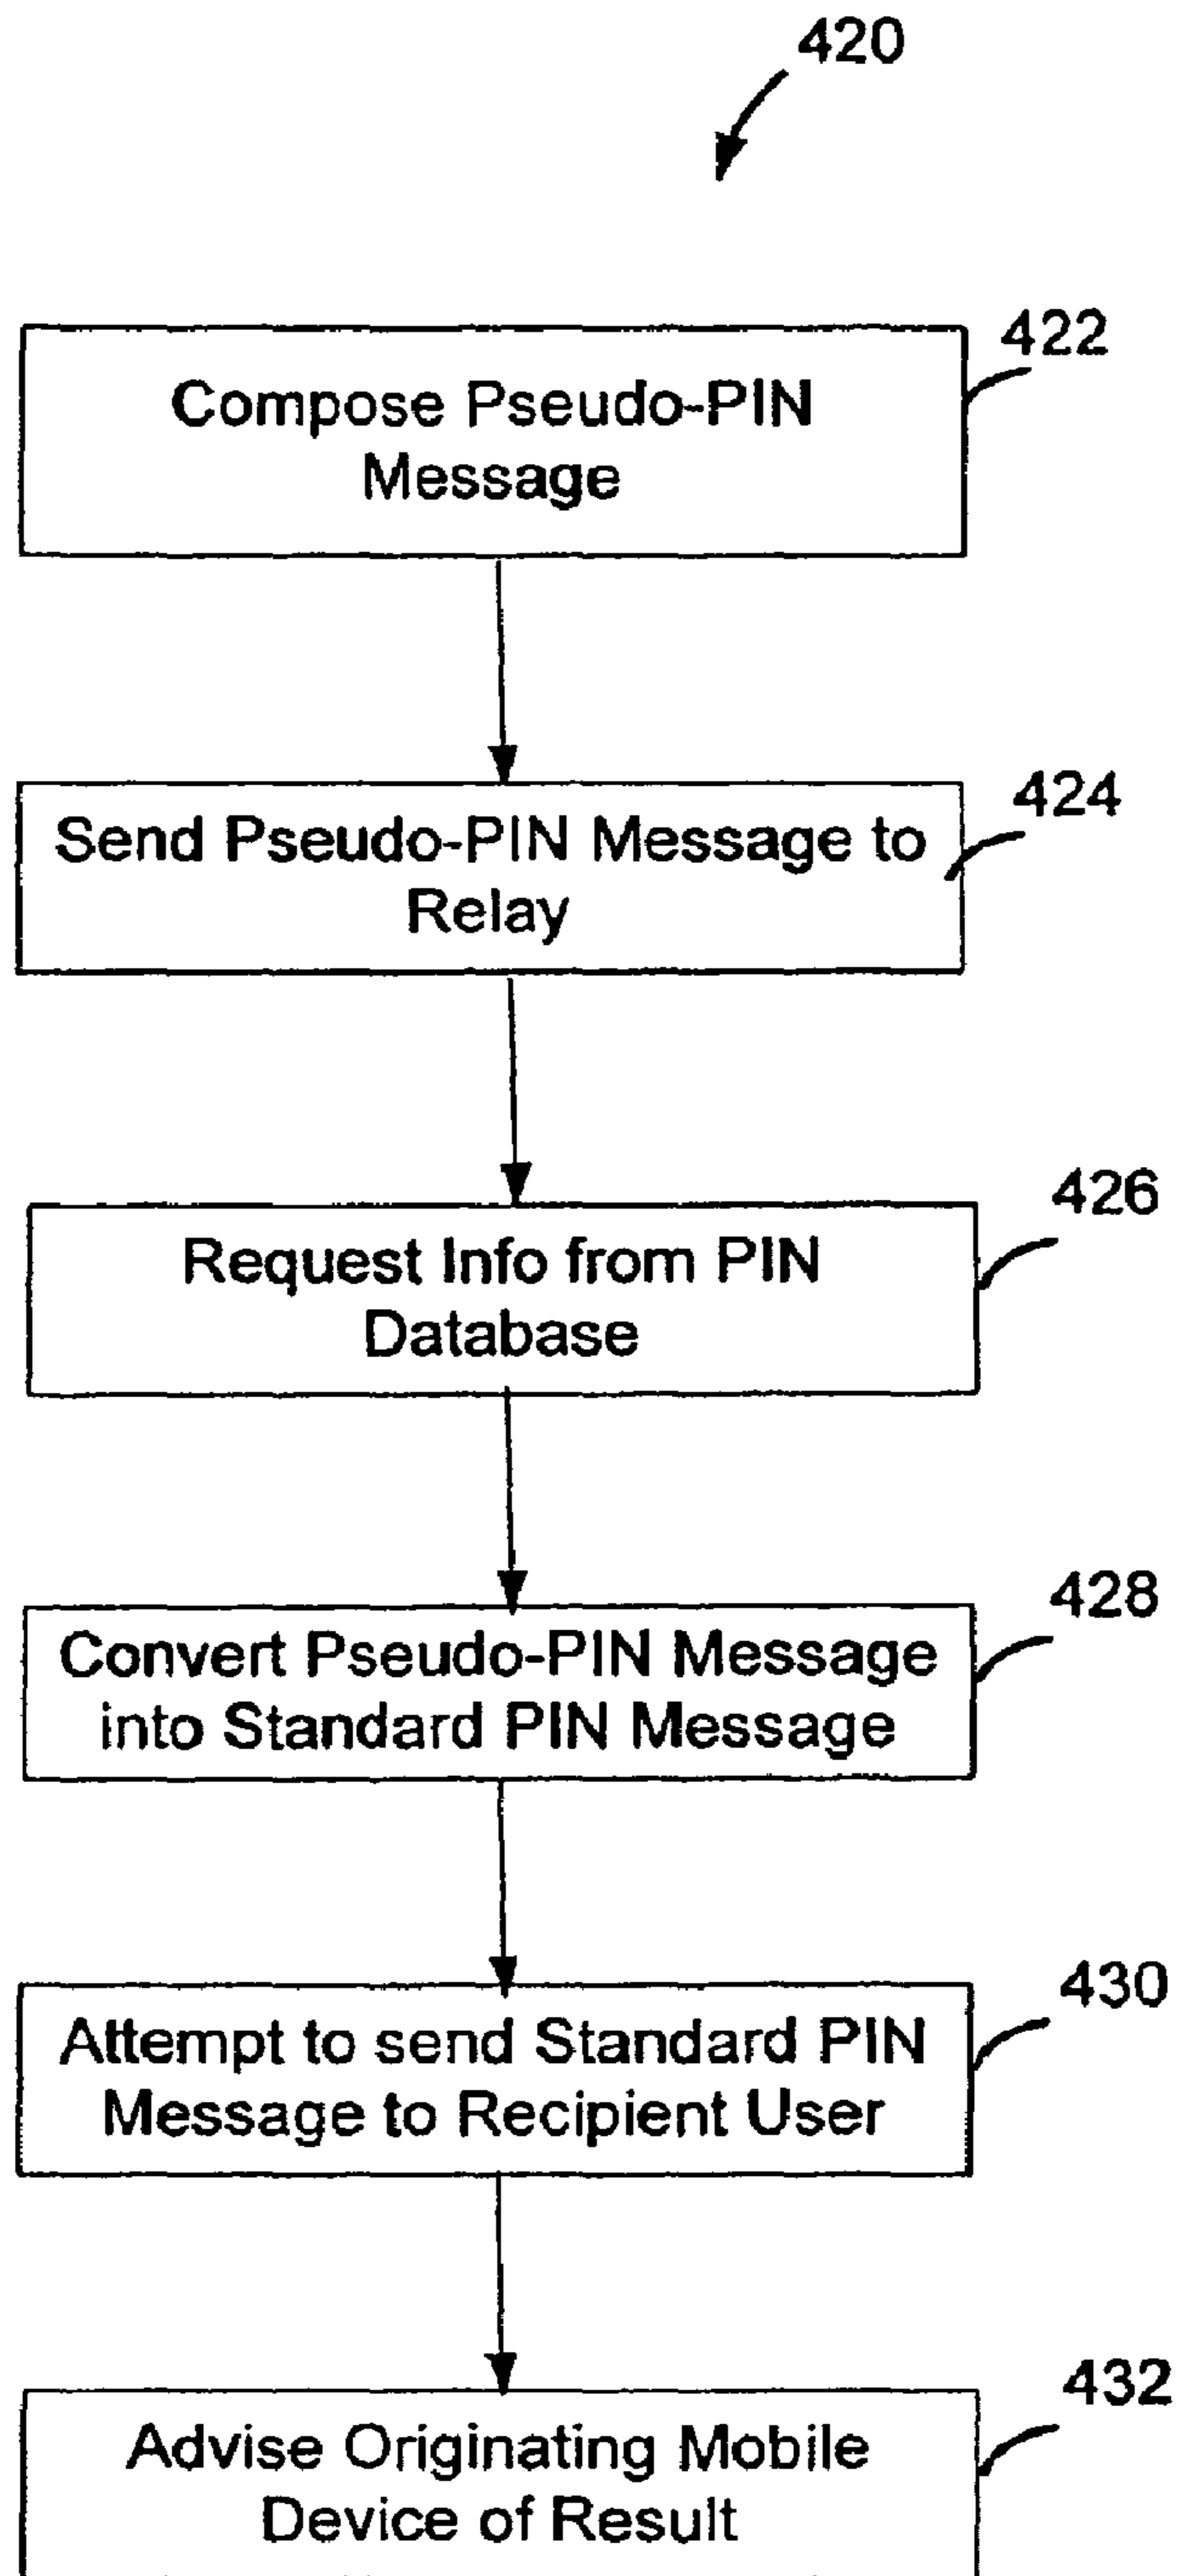 420
422
Compose Pseudo-PIN
Message
424
Send Pseudo-PIN Message to
Relay
426
Request Info from PIN
Database
428
Convert Pseudo-PIN Message
into Standard PIN Message
430
Attempt to send Standard PIN
Message to Recipient User
432
Advise Originating Mobile
Device of Result